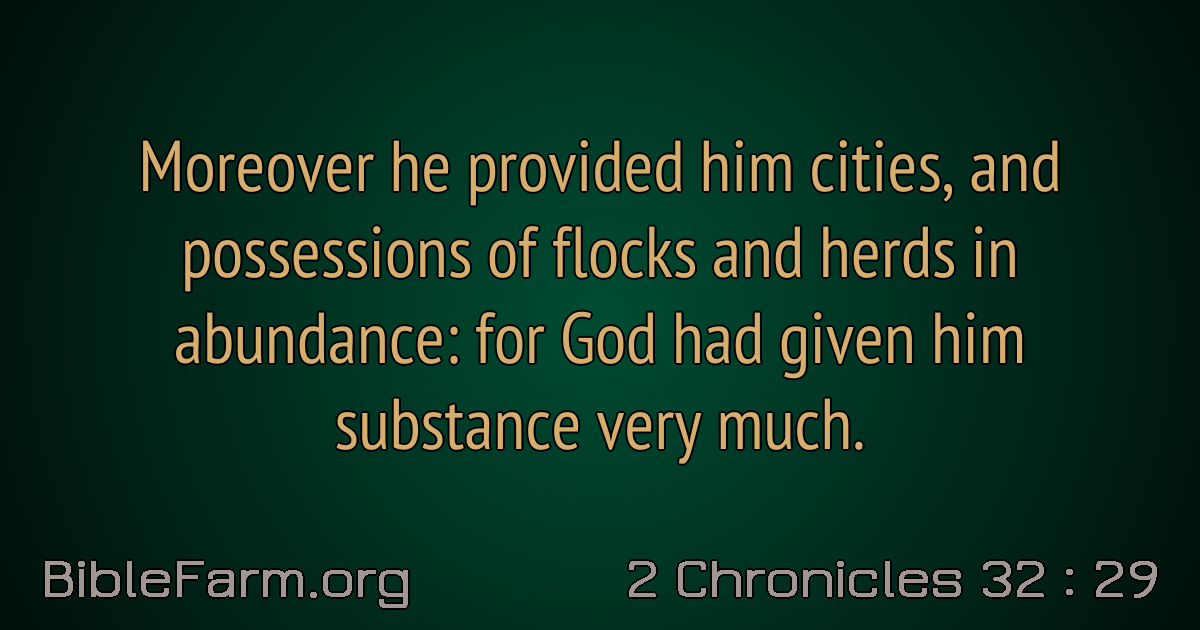 Moreover he provided him cities, and
possessions of flocks and herds in
abundance: for God had given him
substance very much.
BibleFarm.org
2 Chronicles 32 : 29